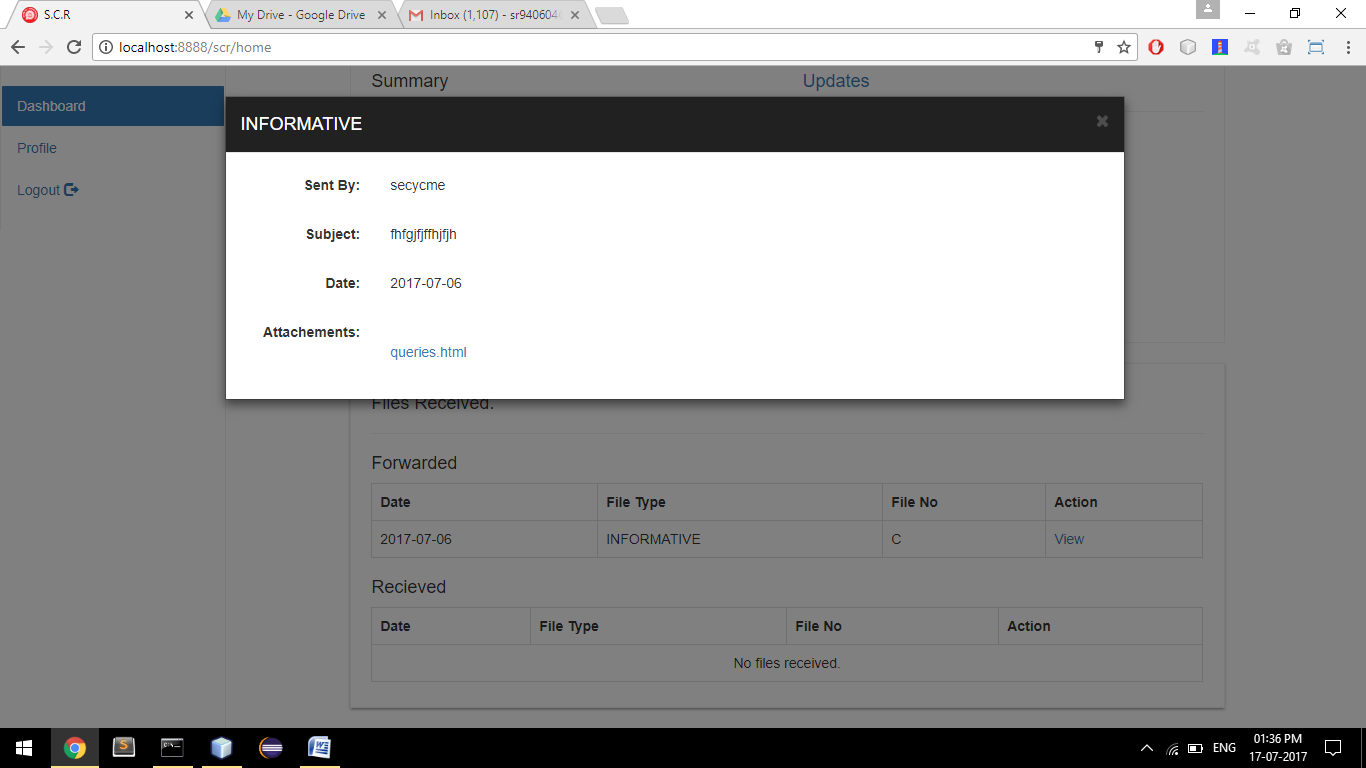 S.C.R
My Drive - Google Drive
Inbox (1,107) - sr940604
localhost:8888/scr/home
Summary
Updates
Dashboard
Profile
Logout
INFORMATIVE
Sent By: secycme
Subject: fhfgjfjffhjfjh
Date: 2017-07-06
Attachements:
queries.html
Files Received.
Forwarded
Date File Type File No Action
2017-07-06 INFORMATIVE C View
Recieved
Date File Type File No Action
No files received.
ENG
01:36 PM
17-07-2017